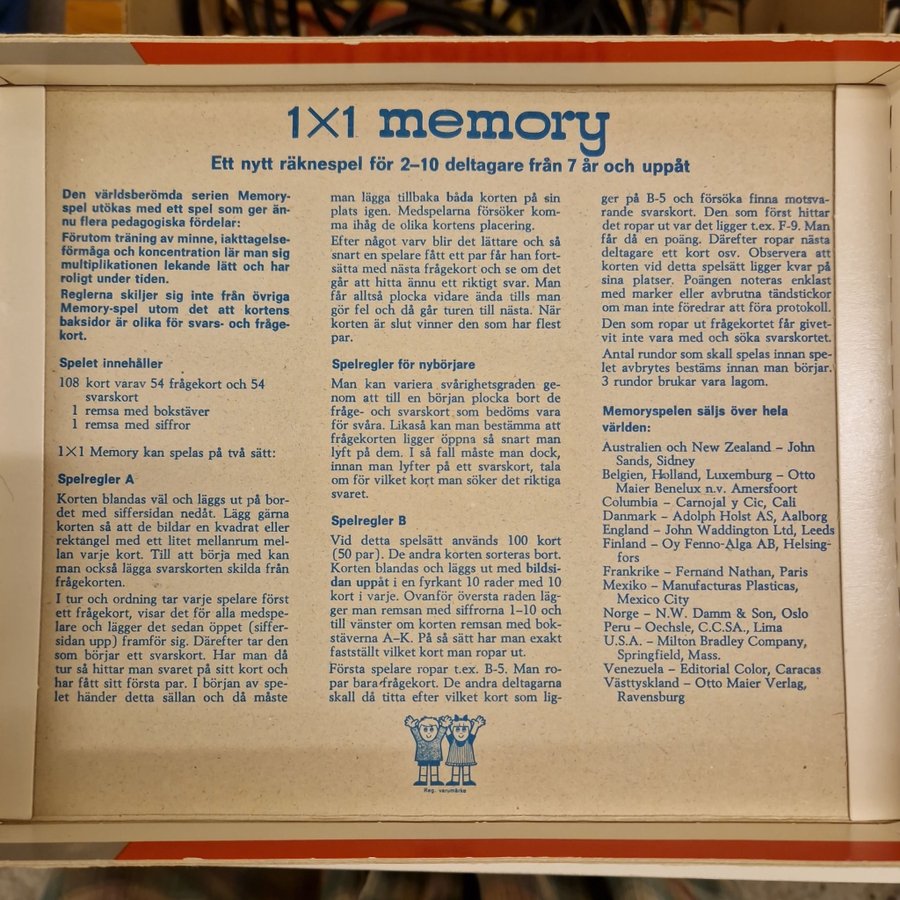 1×1 memory
Ett nytt räknespel för 2–10 deltagare från 7 år och uppåt
Den världsberömda serien Memory-
spel utökas med ett spel som ger än-
nu flera pedagogiska fördelar:
Förutom träning av minne, iakttagelse-
förmåga och koncentration lär man sig
multiplikationen lekande lätt och har
roligt under tiden.
Reglerna skiljer sig inte från övriga
Memory-spel utom det att kortens
baksidor är olika för svars- och fråge-
kort.
Spelet innehåller
108 kort varav 54 frågekort och 54
svarskort
1 remsa med bokstäver
1 remsa med siffror
1×1 Memory kan spelas på två sätt:
Spelregler A
Korten blandas väl och läggs ut på bor-
det med siffersidan nedåt. Lägg gärna
korten så att de bildar en kvadrat eller
rektangel med ett litet mellanrum mel-
lan varje kort. Till att börja med kan
man också lägga svarskorten skilda från
frågekorten.
I tur och ordning tar varje spelare först
ett frågekort, visar det för alla medspe-
lare och lägger det sedan öppet (siffer-
sidan upp) framför sig. Därefter tar den
som börjar ett svarskort. Har man då
tur så hittar man svaret på sitt kort och
har fått sitt första par. I början av spe-
let händer detta sällan och då måste
man lägga tillbaka båda korten på sin
plats igen. Medspelarna försöker kom-
ma ihåg de olika kortens placering.
Efter något varv blir det lättare och så
snart en spelare fått ett par får han fort-
sätta med nästa frågekort och se om det
går att hitta ännu ett riktigt svar. Man
får alltså plocka vidare ända tills man
gör fel och då går turen till nästa. När
korten är slut vinner den som har flest
par.
Spelregler för nybörjare
Man kan variera svårighetsgraden ge-
nom att till en början plocka bort de
fråge- och svarskort som bedöms vara
för svåra. Likaså kan man bestämma att
frågekorten ligger öppna så snart man
lyft på dem. I så fall måste man dock,
innan man lyfter på ett svarskort, tala
om för vilket kort man söker det riktiga
svaret.
Spelregler B
Vid detta spelsätt används 100 kort
(50 par). De andra korten sorteras bort.
Korten blandas och läggs ut med bildsi-
dan uppåt i en fyrkant 10 rader med 10
kort i varje. Ovanför översta raden läg-
ger man remsan med siffrorna 1–10 och
till vänster om korten remsan med bok-
stäverna A–K. På så sätt har man exakt
fastställt vilket kort man ropar ut.
Första spelare ropar t.ex. B-5. Man ro-
par bara frågekort. De andra deltagarna
skall då titta efter vilket kort som lig-
ger på B-5 och försöka finna motsva-
rande svarskort. Den som först hittar
det ropar ut var det ligger t.ex. F-9. Man
får då en poäng. Därefter ropar nästa
deltagare ett kort osv. Observera att
korten vid detta spelsätt ligger kvar på
sina platser. Poängen noteras enklast
med marker eller avbrutna tändstickor
om man inte föredrar att föra protokoll.
Den som ropar ut frågekortet får givet-
vit inte vara med och söka svarskortet.
Antal rundor som skall spelas innan spe-
let avbrytes bestäms innan man börjar.
3 rundor brukar vara lagom.
Memoryspelen säljs över hela
världen:
Australien och New Zealand – John
Sands, Sidney
Belgien, Holland, Luxemburg – Otto
Maier Benelux n.v. Amersfoort
Columbia – Carnojal y Cic, Cali
Danmark – Adolph Holst AS, Aalborg
England – John Waddington Ltd, Leeds
Finland – Oy Fenno-Alga AB, Helsing-
fors
Frankrike – Fernand Nathan, Paris
Mexiko – Manufacturas Plasticas,
Mexico City
Norge – N.W. Damm & Son, Oslo
Peru – Oechsle, C.C.SA., Lima
U.S.A. – Milton Bradley Company,
Springfield, Mass.
Venezuela – Editorial Color, Caracas
Västtyskland – Otto Maier Verlag,
Ravensburg
Reg. varumärke